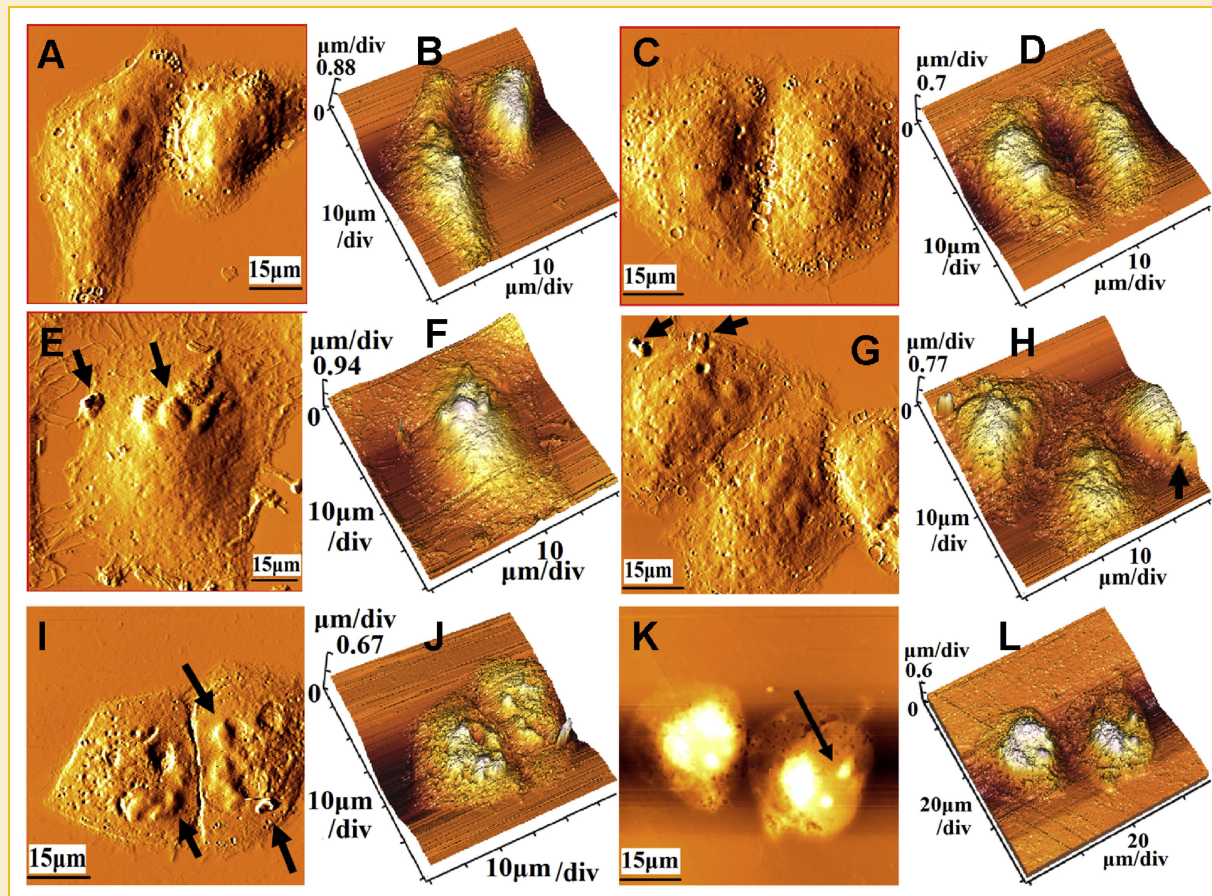 A
15µm
µm/div
0.88
0
B
10µm
/div
10
µm/div
C
15µm
µm/div
0.7
0
D
10µm
/div
10
µm/div
E
15µm
µm/div
0.94
0
F
10µm
/div
10
µm/div
G
15µm
µm/div
0.77
0
H
10µm
/div
10
µm/div
I
15µm
µm/div
0.67
0
J
10µm
/div
10µm/div
K
15µm
µm/div
0.6
0
L
20µm
/div
20
µm/div